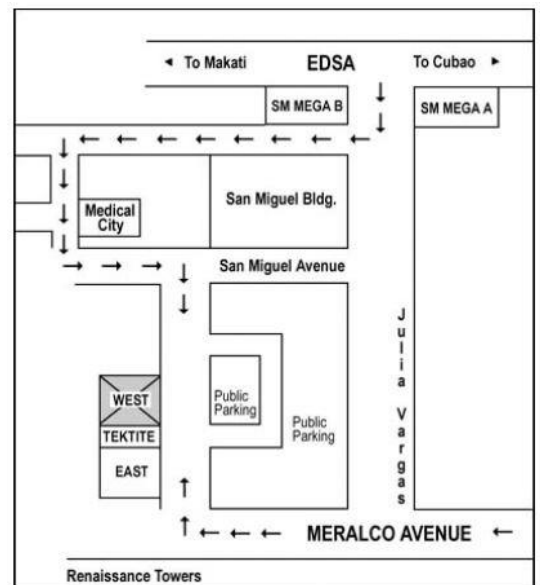 To Makati EDSA To Cubao
SM MEGA B
SM MEGA A
San Miguel Bldg.
Medical
City
San Miguel Avenue
Julia Vargas
WEST
TEKTITE
EAST
Public
Parking
Public
Parking
MERALCO AVENUE
Renaissance Towers